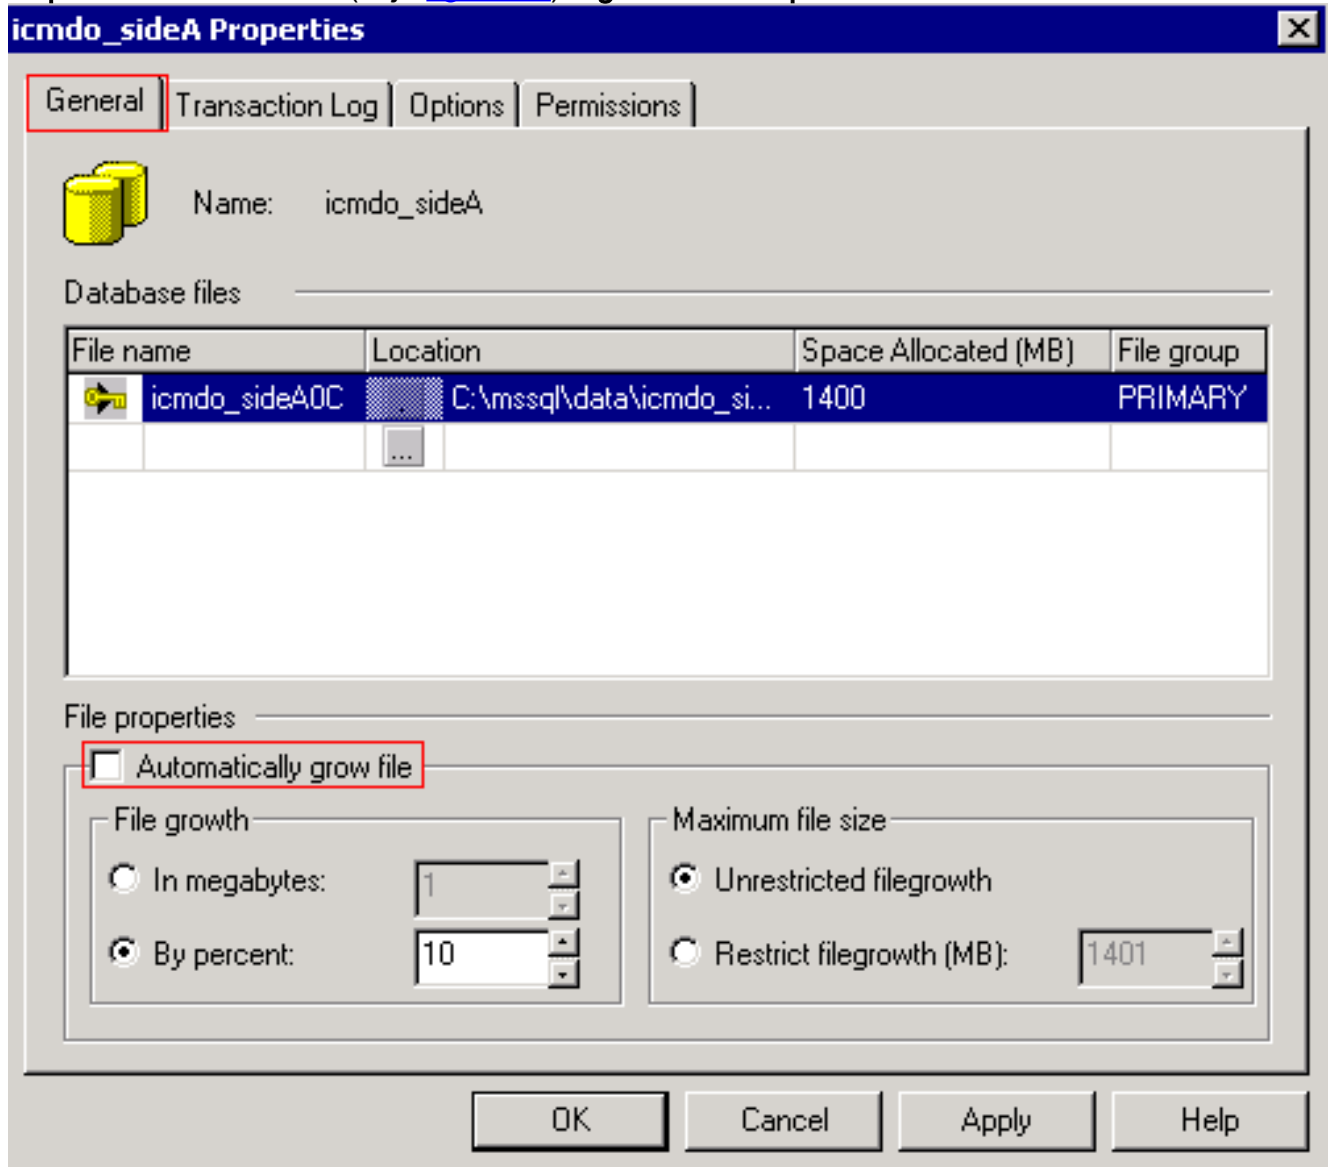 icmdo_sideA Properties
General Transaction Log Options Permissions
Name: icmdo_sideA
Database files
File name Location Space Allocated (MB) File group
icmdo_sideA0C C:\mssql\data\icmdo_si... 1400 PRIMARY
...
File properties
Automatically grow file
File growth Maximum file size
In megabytes: 1 Unrestricted filegrowth
By percent: 10 Restrict filegrowth (MB): 1401
OK Cancel Apply Help